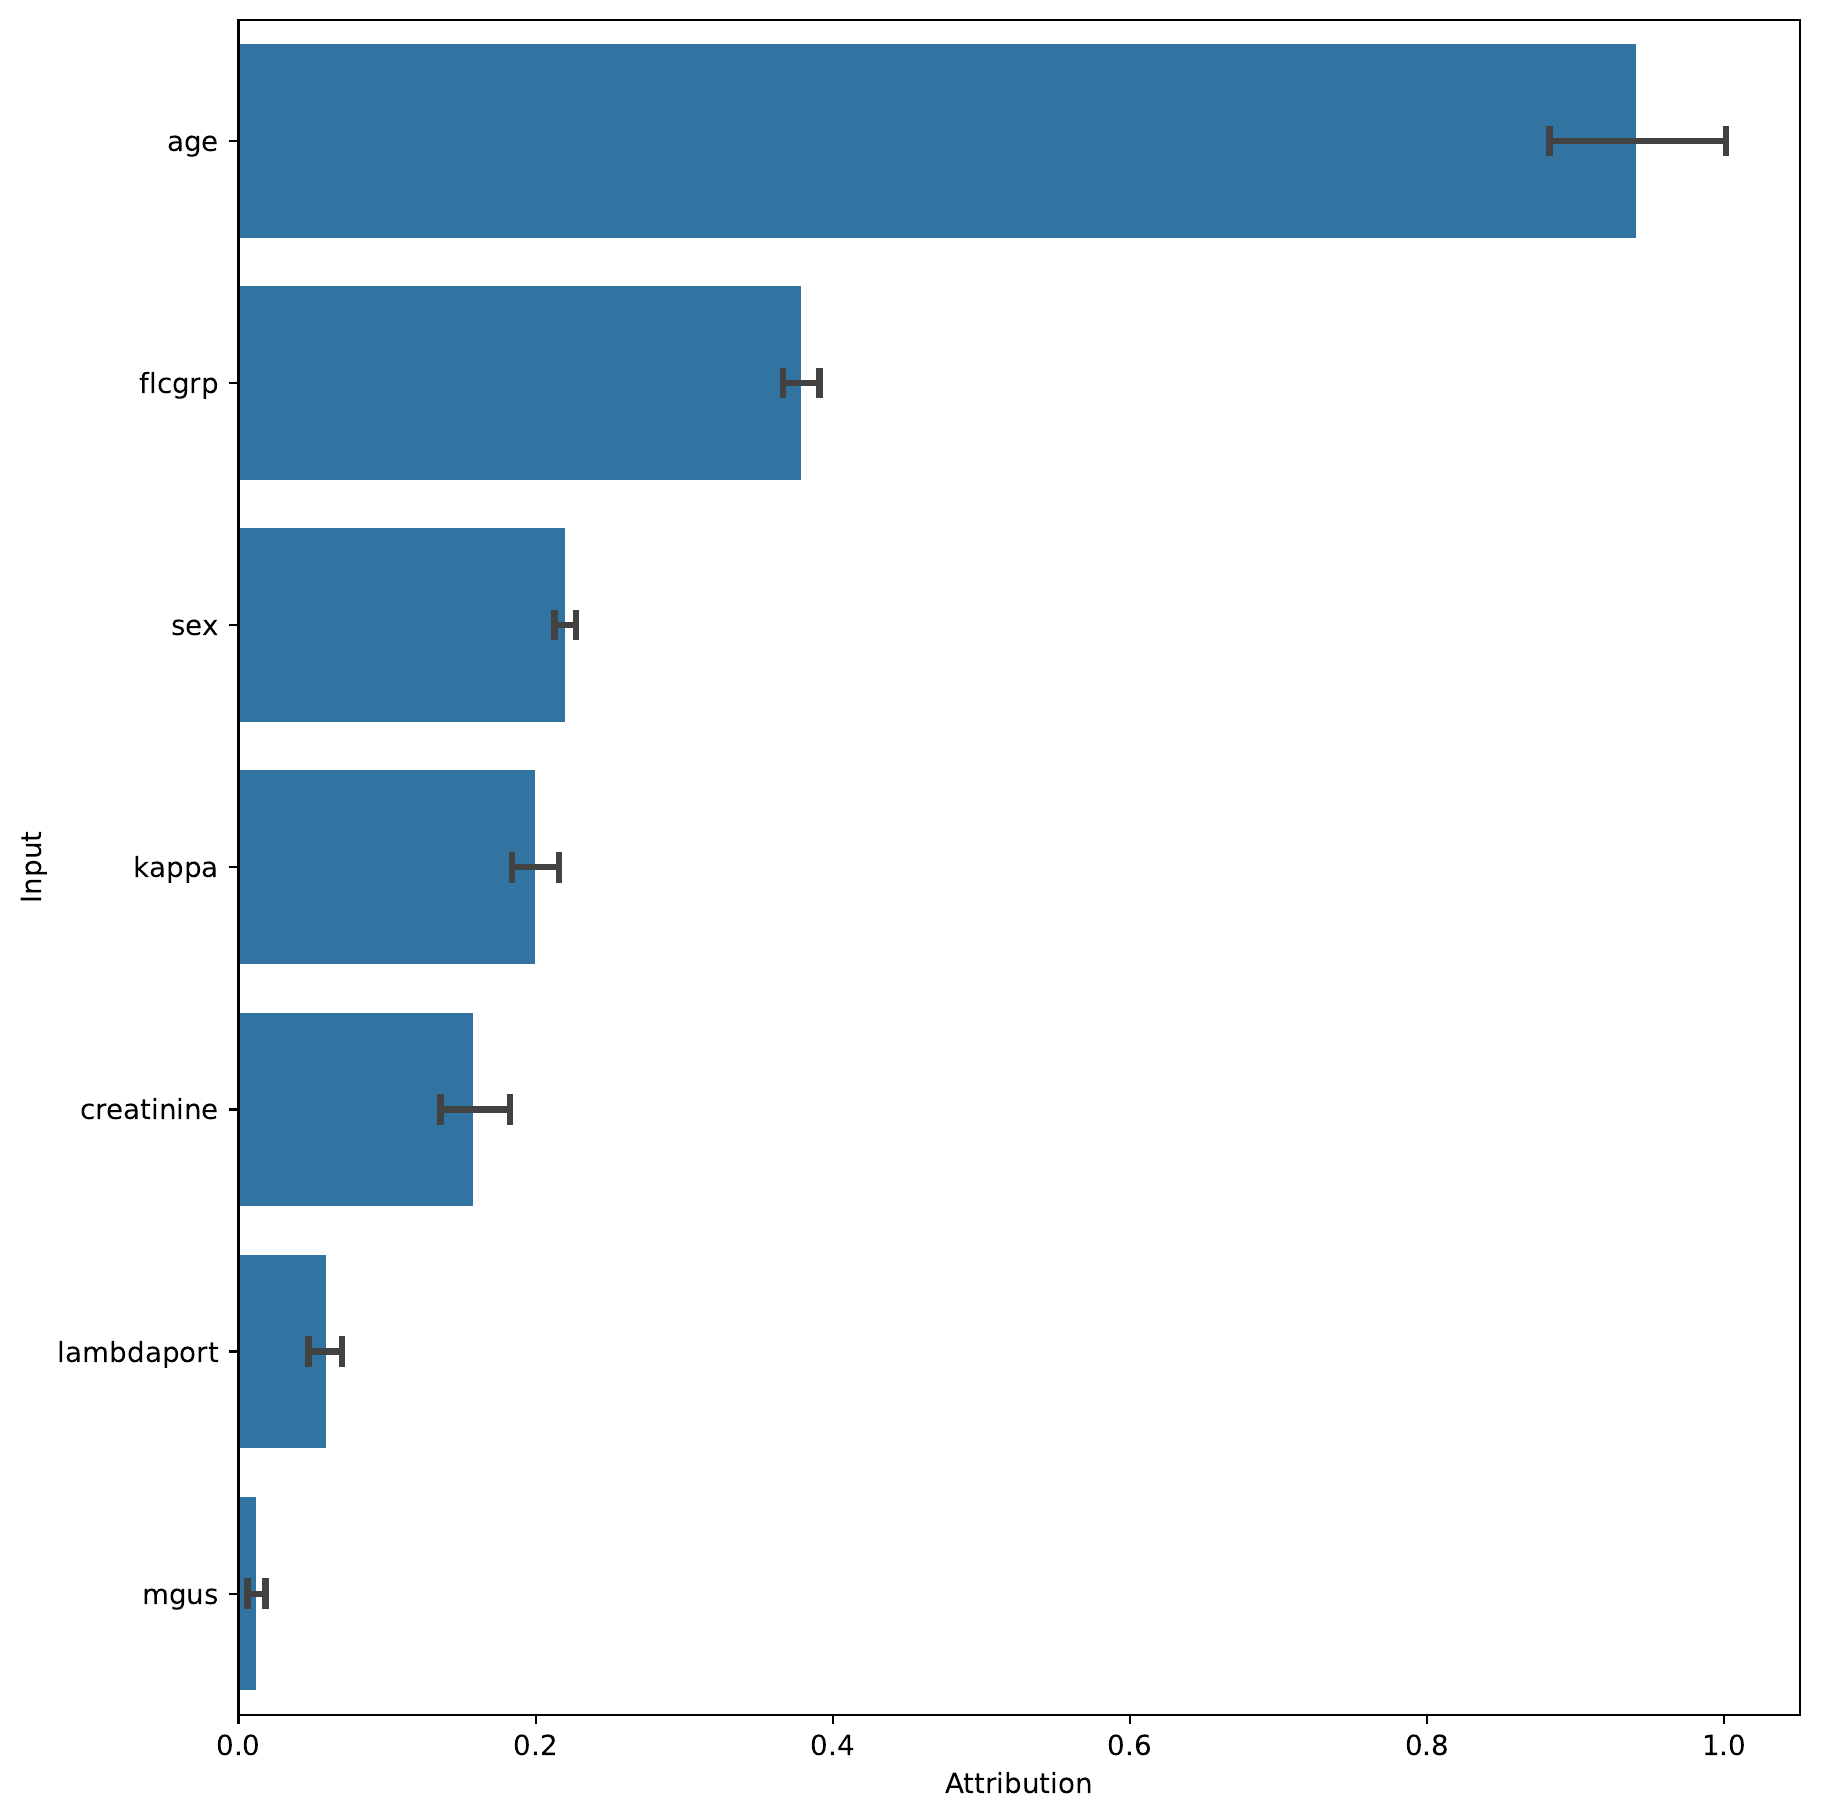 age
flcgrp
sex
kappa
creatinine
lambdaport
mgus
Input
0.0 0.2 0.4 0.6 0.8 1.0
Attribution